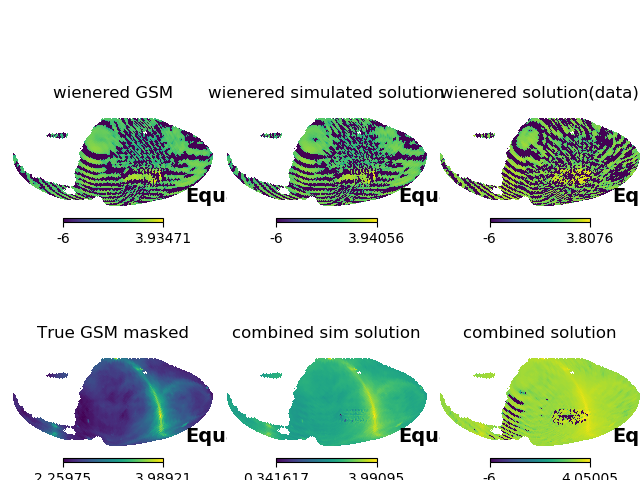 wienered GSM
wienered simulated solution
wienered solution(data)
Equ
Equ
Eq
-6 3.93471
-6 3.94056
-6 3.8076
True GSM masked
combined sim solution
combined solution
Equ
Equ
Eq
2.25975 3.98921
0.341617 3.99095
-6 4.05005